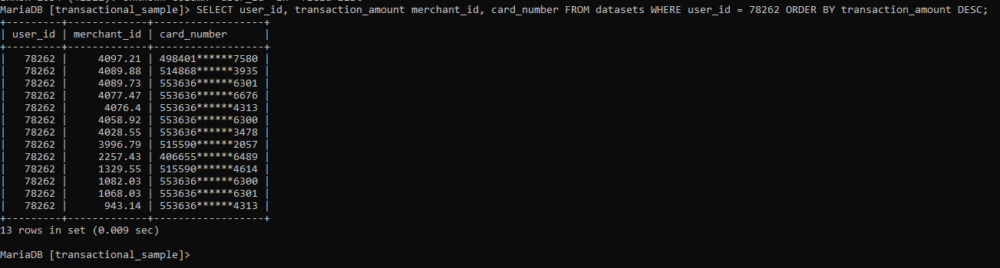 MariaDB [transactional_sample]> SELECT user_id, transaction_amount merchant_id, card_number FROM datasets WHERE user_id = 78262 ORDER BY transaction_amount DESC;
+---------+-------------+------------------+
| user_id | merchant_id | card_number      |
+---------+-------------+------------------+
|   78262 |     4097.21 | 498401******7580 |
|   78262 |     4089.88 | 514868******3935 |
|   78262 |     4089.73 | 553636******6301 |
|   78262 |     4077.47 | 553636******6676 |
|   78262 |      4076.4 | 553636******4313 |
|   78262 |     4058.92 | 553636******6300 |
|   78262 |     4028.55 | 553636******3478 |
|   78262 |     3996.79 | 515590******2057 |
|   78262 |     2257.43 | 406655******6489 |
|   78262 |     1329.55 | 515590******4614 |
|   78262 |     1082.03 | 553636******6300 |
|   78262 |     1068.03 | 553636******6301 |
|   78262 |      943.14 | 553636******4313 |
+---------+-------------+------------------+
13 rows in set (0.009 sec)
MariaDB [transactional_sample]>